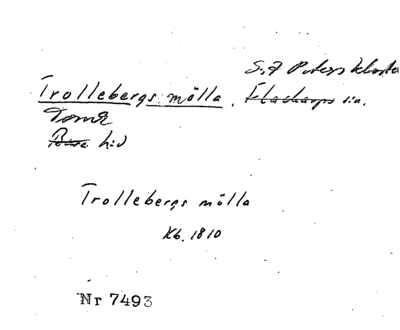 S:t Peters kloster
Trollebergs mölla. Flackarps s:n.
Torna
Bara h:d
Trollebergs mölla
Kb. 1810
Nr 7493